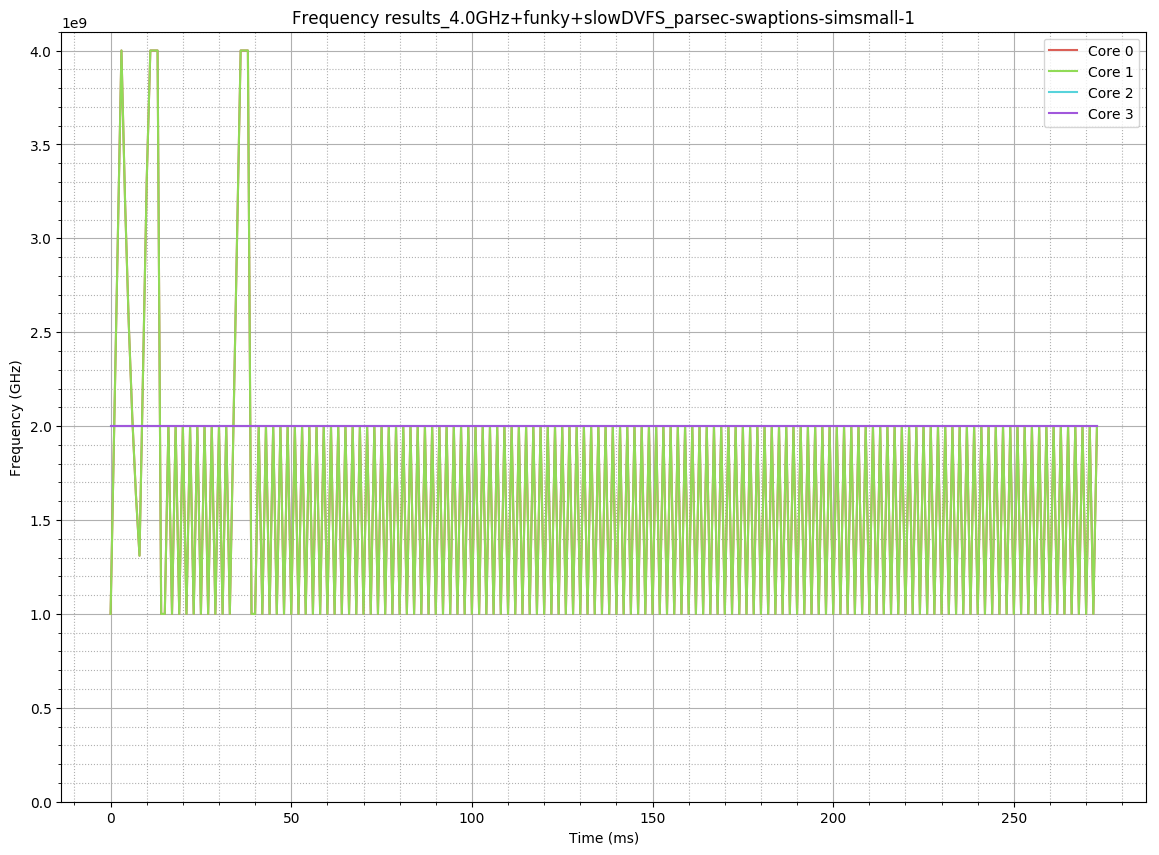 Frequency results_4.0GHz+funky+slowDVFS_parsec-swaptions-simsmall-1
1e9
Core 0
Core 1
Core 2
Core 3
4.0
3.5
3.0
2.5
2.0
1.5
1.0
0.5
0.0
Frequency (GHz)
0 50 100 150 200 250
Time (ms)